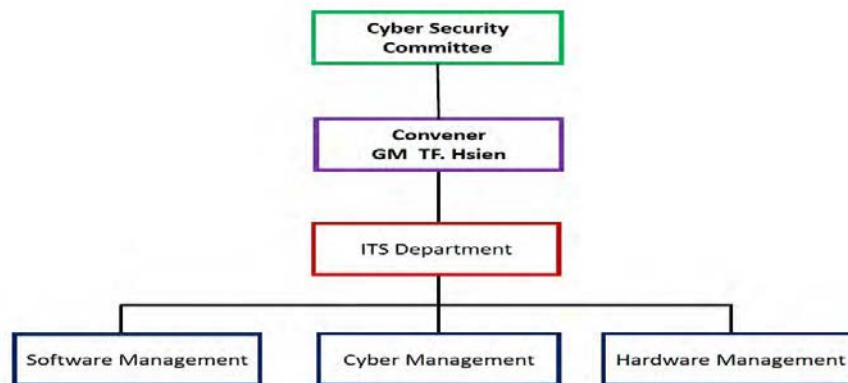 Cyber Security
Committee
Convener
GM TF. Hsien
ITS Department
Software Management
Cyber Management
Hardware Management